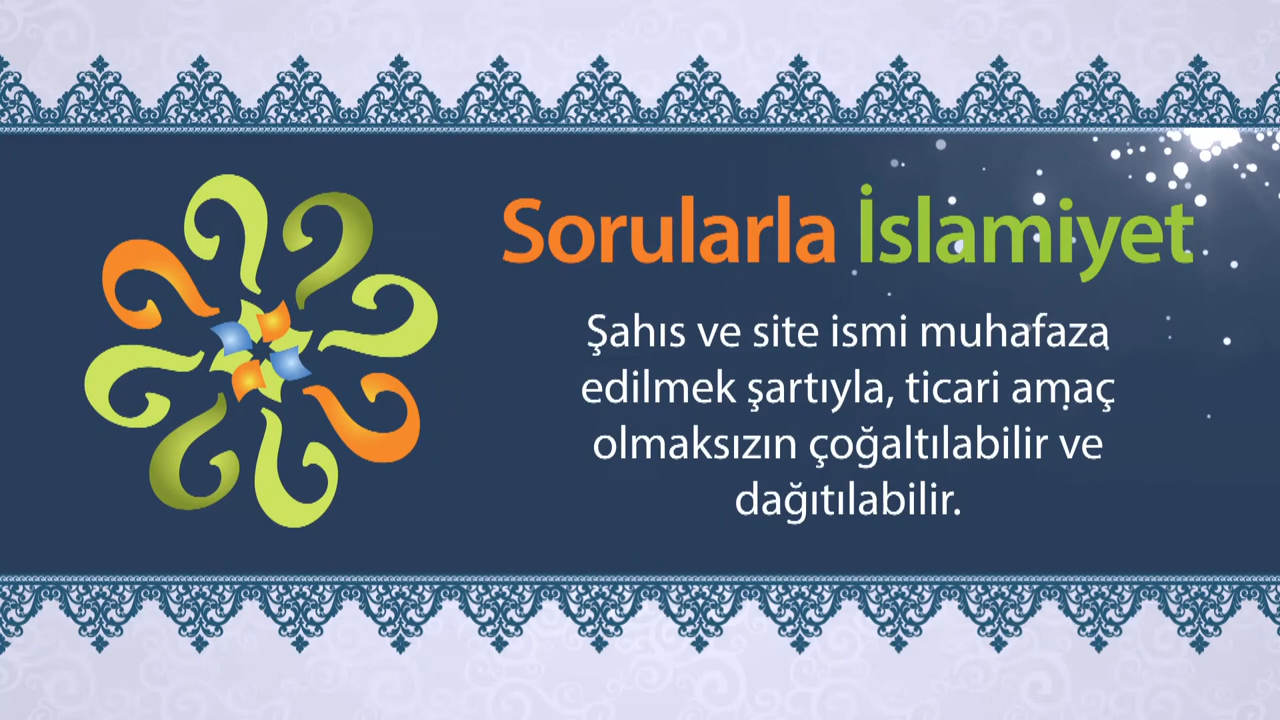 Sorularla İslamiyet
Şahıs ve site ismi muhafaza
edilmek şartıyla, ticari amaç
olmaksızın çoğaltılabilir ve
dağıtılabilir.